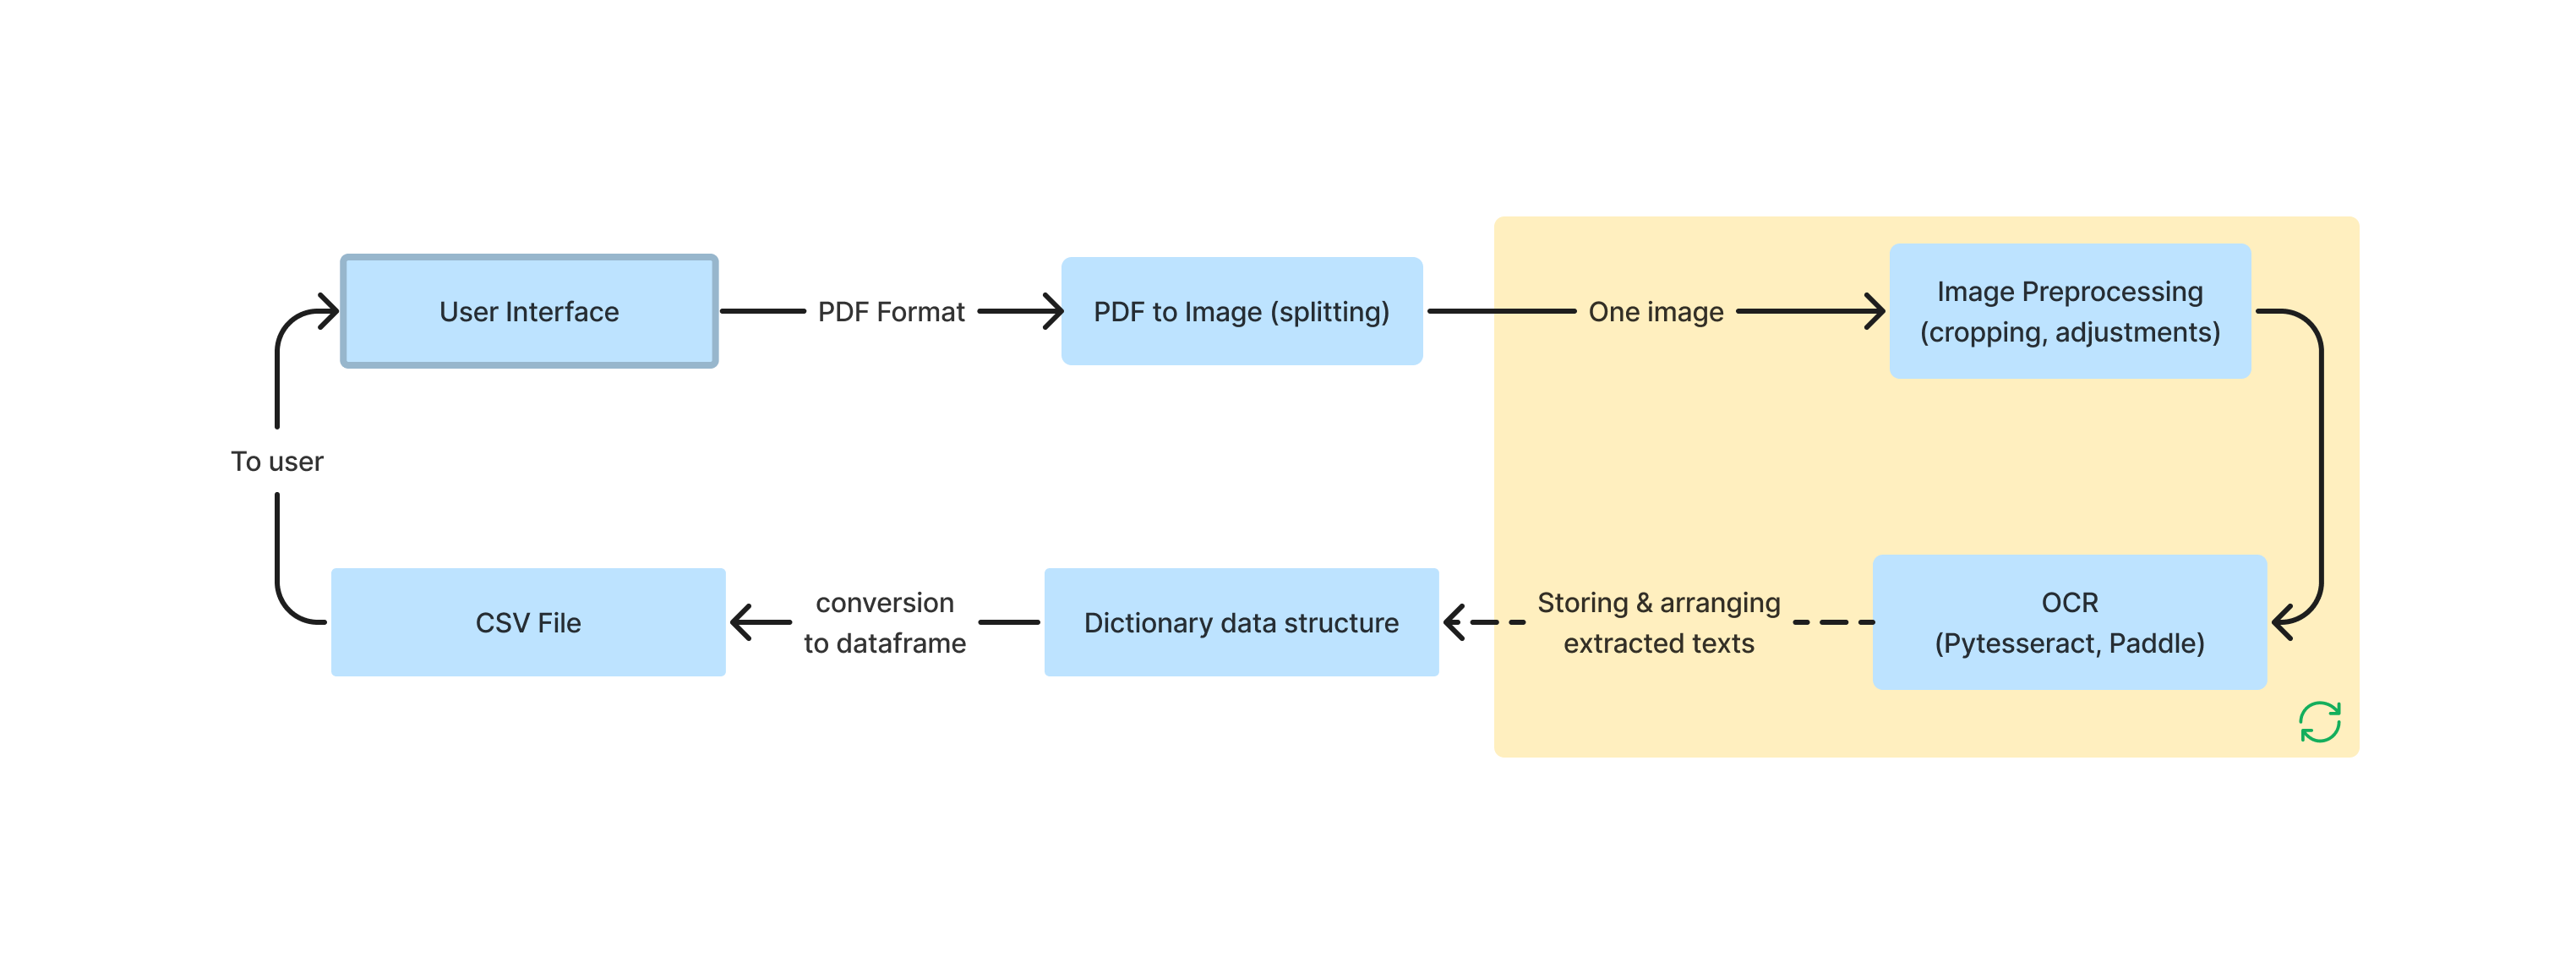 User Interface
PDF Format
PDF to Image (splitting)
One image
Image Preprocessing
(cropping, adjustments)
To user
CSV File
conversion
to dataframe
Dictionary data structure
Storing & arranging
extracted texts
OCR
(Pytesseract, Paddle)